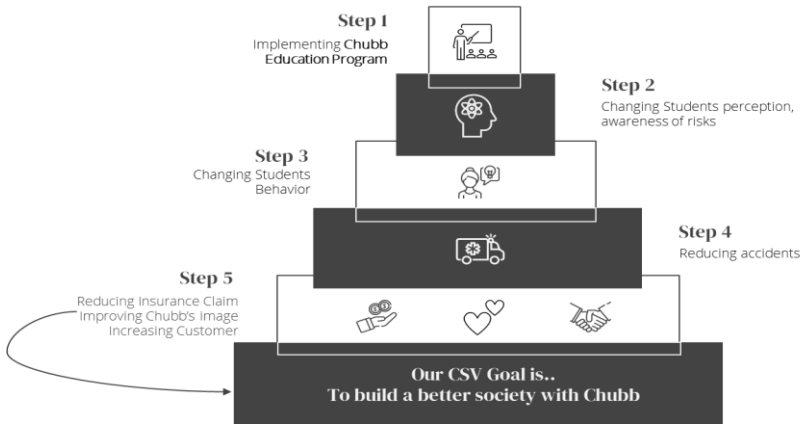 Step 1
Implementing Chubb
Education Program
Step 2
Changing Students perception,
awareness of risks
Step 3
Changing Students
Behavior
Step 4
Reducing accidents
Step 5
Reducing Insurance Claim
Improving Chubb's image
Increasing Customer
Our CSV Goal is..
To build a better society with Chubb